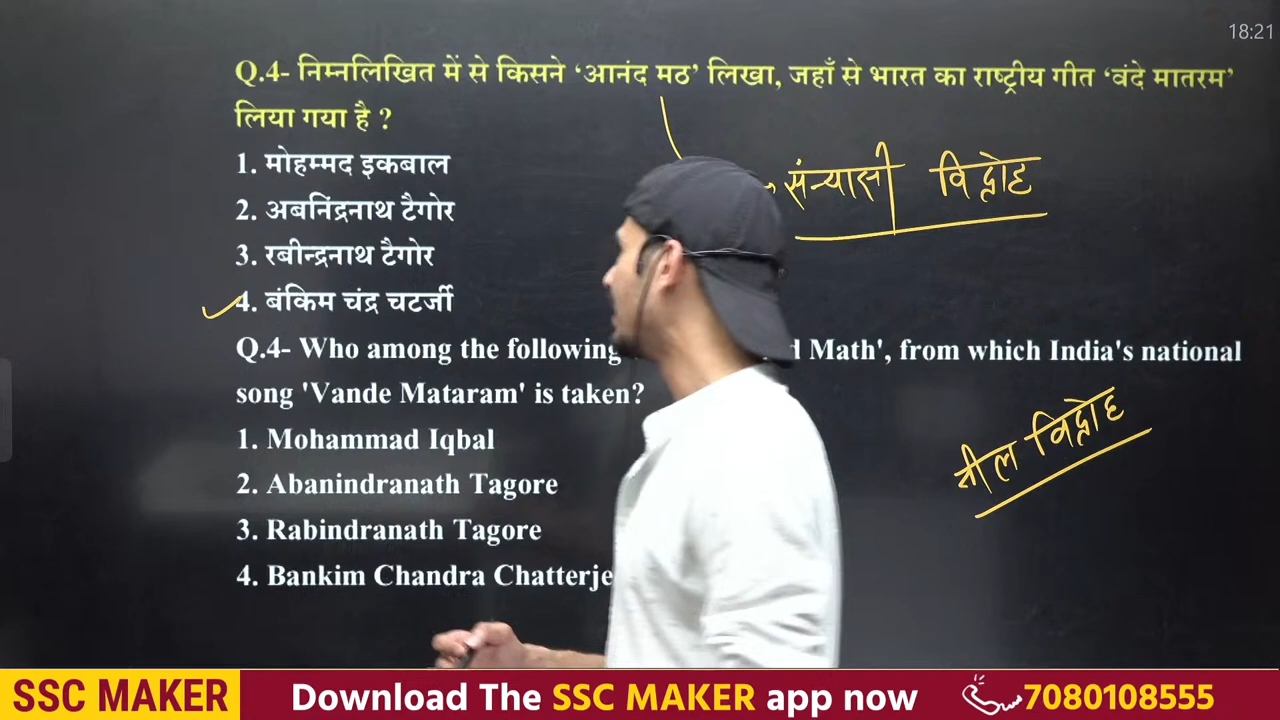 18:21
Q.4- निम्नलिखित में से किसने ‘आनंद मठ’ लिखा, जहाँ से भारत का राष्ट्रीय गीत ‘वंदे मातरम’
लिया गया है ?
1. मोहम्मद इकबाल
2. अबनिंद्रनाथ टैगोर
3. रबीन्द्रनाथ टैगोर
4. बंकिम चंद्र चटर्जी
संन्यासी विद्रोह
Q.4- Who among the following Math', from which India's national
song 'Vande Mataram' is taken?
1. Mohammad Iqbal
2. Abanindranath Tagore
3. Rabindranath Tagore
4. Bankim Chandra
नील विद्रोह
SSC MAKER
Download The SSC MAKER app now
7080108555